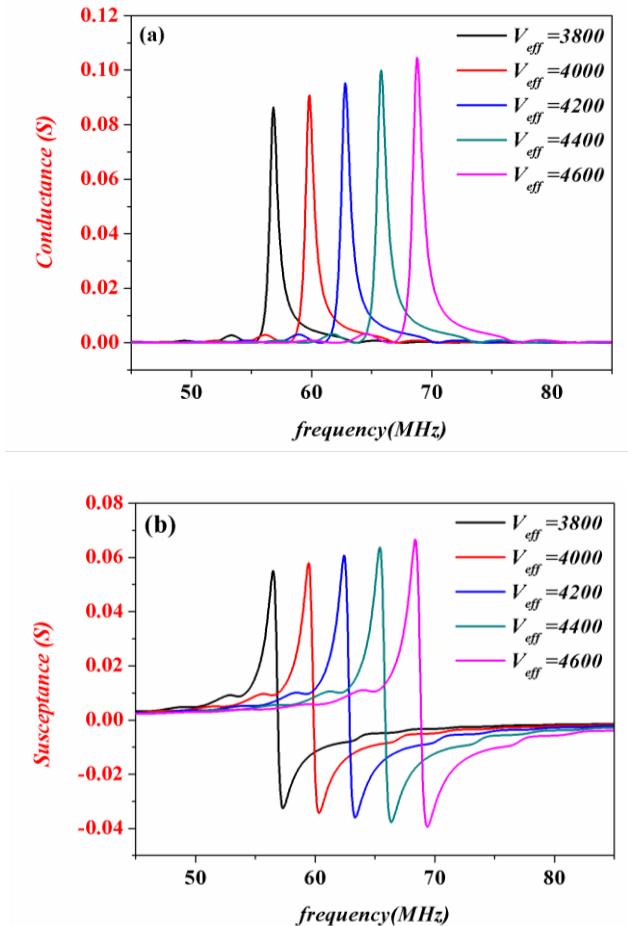 (a)
V_eff=3800
V_eff=4000
V_eff=4200
V_eff=4400
V_eff=4600
0.12
0.10
0.08
0.06
0.04
0.02
0.00
Conductance (S)
50 60 70 80
frequency(MHz)
(b)
V_eff=3800
V_eff=4000
V_eff=4200
V_eff=4400
V_eff=4600
0.08
0.06
0.04
0.02
0.00
-0.02
-0.04
Susceptance (S)
50 60 70 80
frequency(MHz)